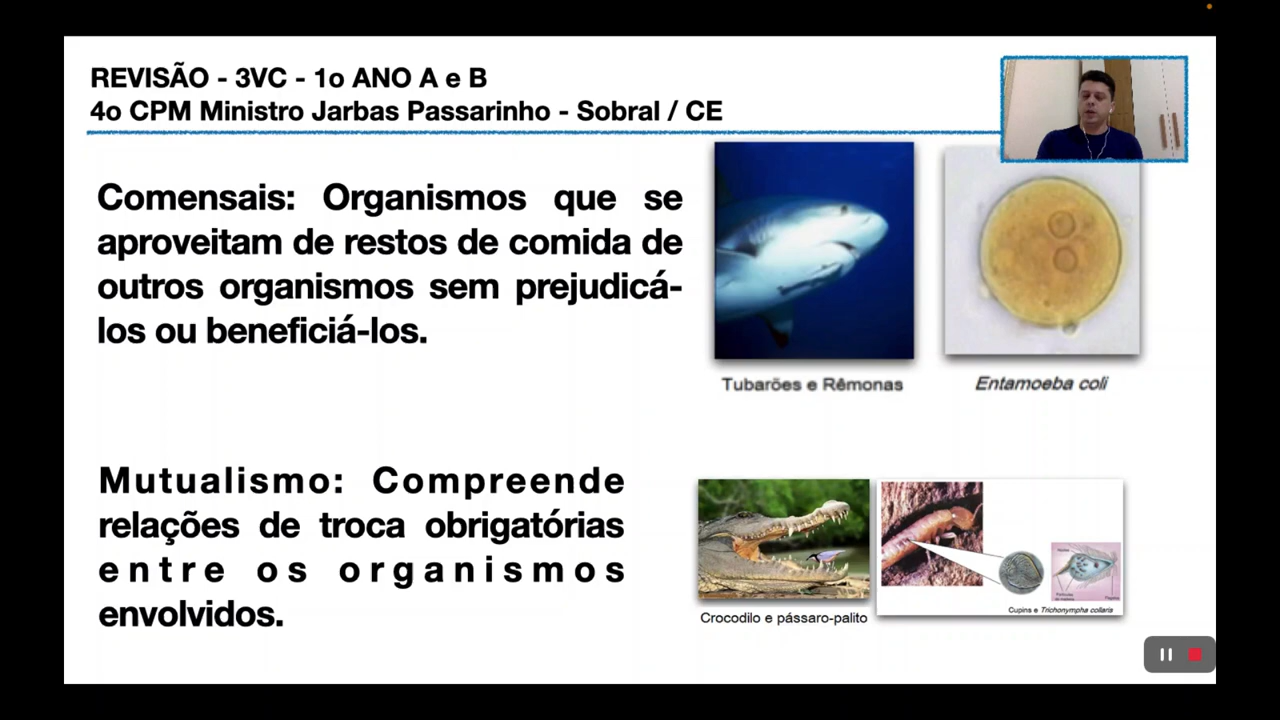 REVISÃO - 3VC - 1o ANO A e B
4o CPM Ministro Jarbas Passarinho - Sobral / CE
Comensais: Organismos que se
aproveitam de restos de comida de
outros organismos sem prejudicá-
los ou beneficiá-los.
Tubarões e Rêmonas
Entamoeba coli
Mutualismo: Compreende
relações de troca obrigatórias
entre os organismos
envolvidos.
Crocodilo e pássaro-palito
Cupins e Trichonympha collaris